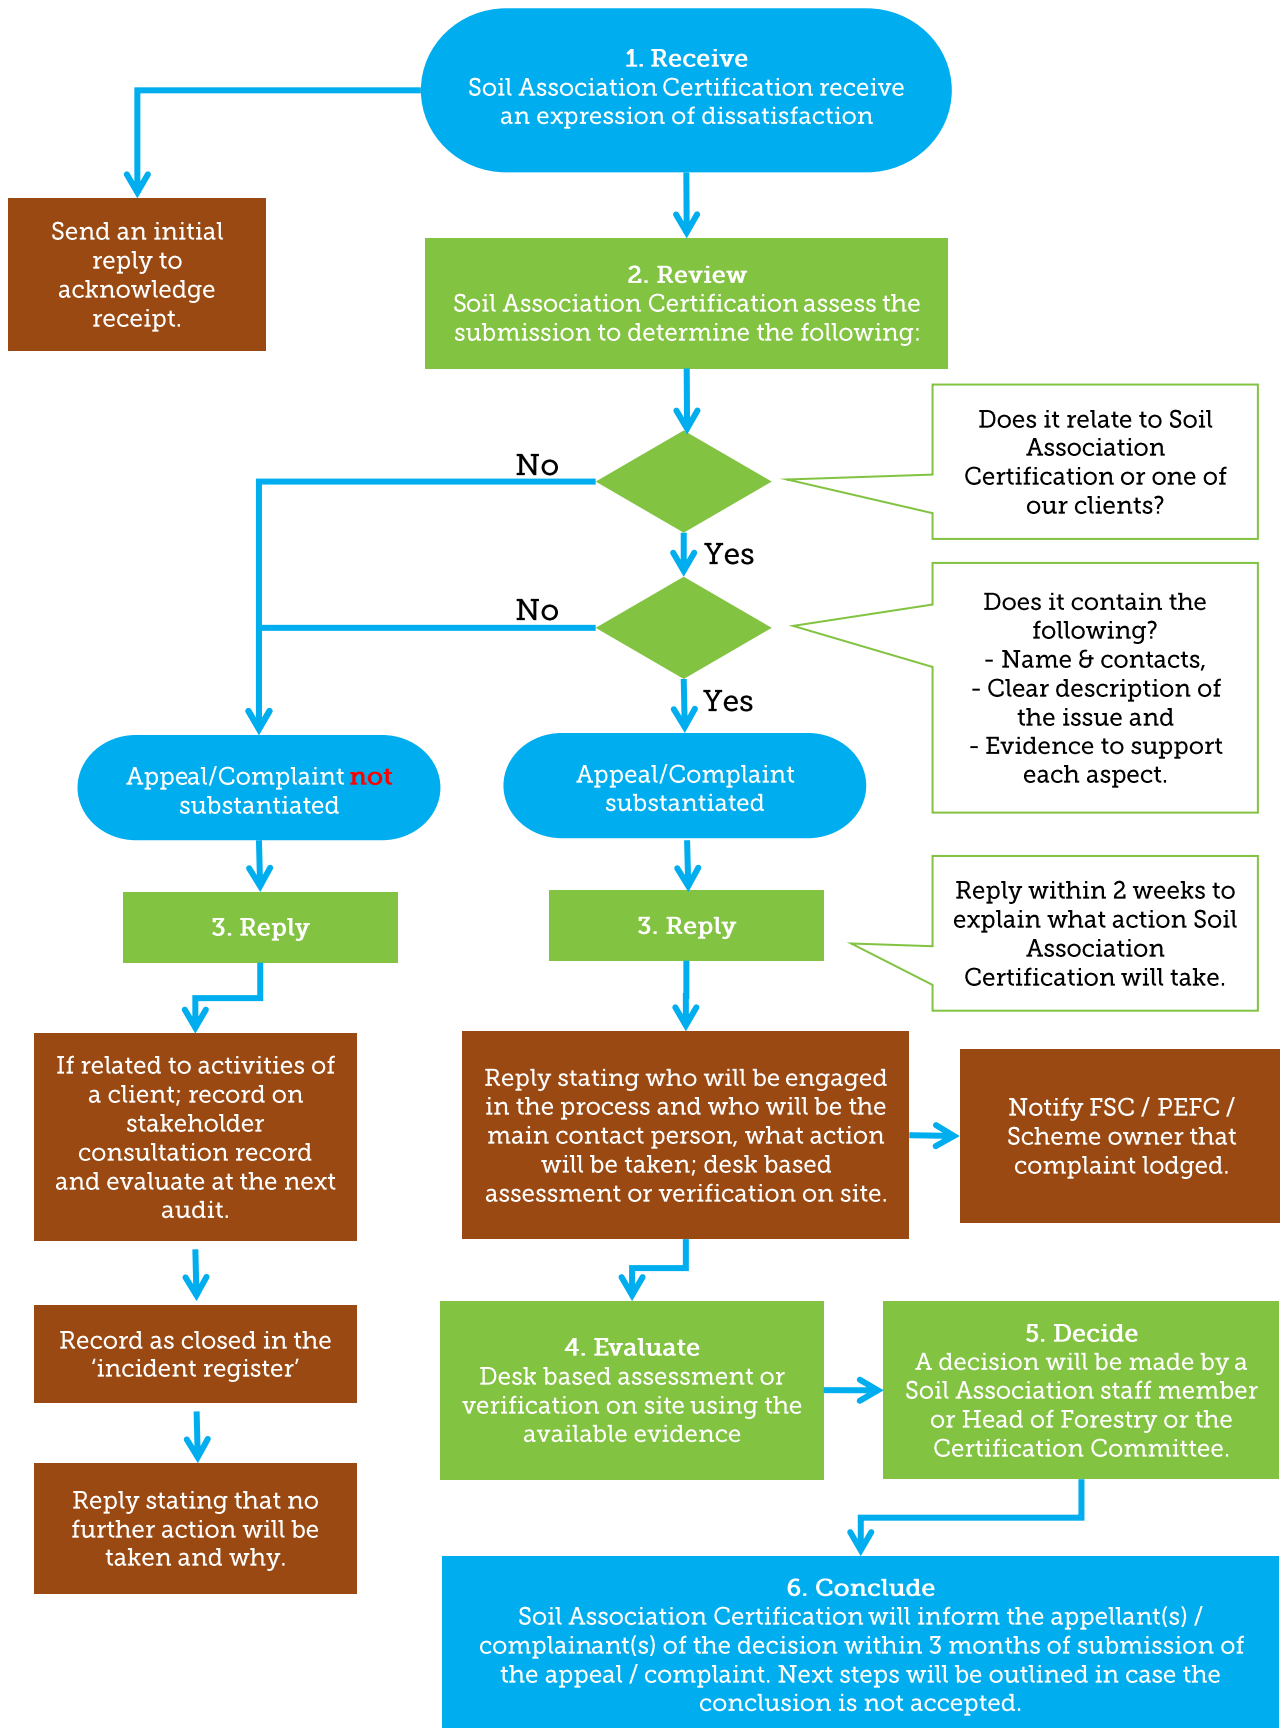 1. Receive
Soil Association Certification receive
an expression of dissatisfaction
Send an initial
reply to
acknowledge
receipt.
2. Review
Soil Association Certification assess the
submission to determine the following:
Does it relate to Soil
Association
Certification or one of
our clients?
No
Yes
Does it contain the
following?
- Name & contacts,
- Clear description of
the issue and
- Evidence to support
each aspect.
No
Yes
Appeal/Complaint not
substantiated
Appeal/Complaint
substantiated
3. Reply
3. Reply
Reply within 2 weeks to
explain what action Soil
Association
Certification will take.
If related to activities of
a client; record on
stakeholder
consultation record
and evaluate at the next
audit.
Reply stating who will be engaged
in the process and who will be the
main contact person, what action
will be taken; desk based
assessment or verification on site.
Notify FSC / PEFC /
Scheme owner that
complaint lodged.
Record as closed in the
‘incident register’
4. Evaluate
Desk based assessment or
verification on site using the
available evidence
5. Decide
A decision will be made by a
Soil Association staff member
or Head of Forestry or the
Certification Committee.
Reply stating that no
further action will be
taken and why.
6. Conclude
Soil Association Certification will inform the appellant(s) /
complainant(s) of the decision within 3 months of submission of
the appeal / complaint. Next steps will be outlined in case the
conclusion is not accepted.